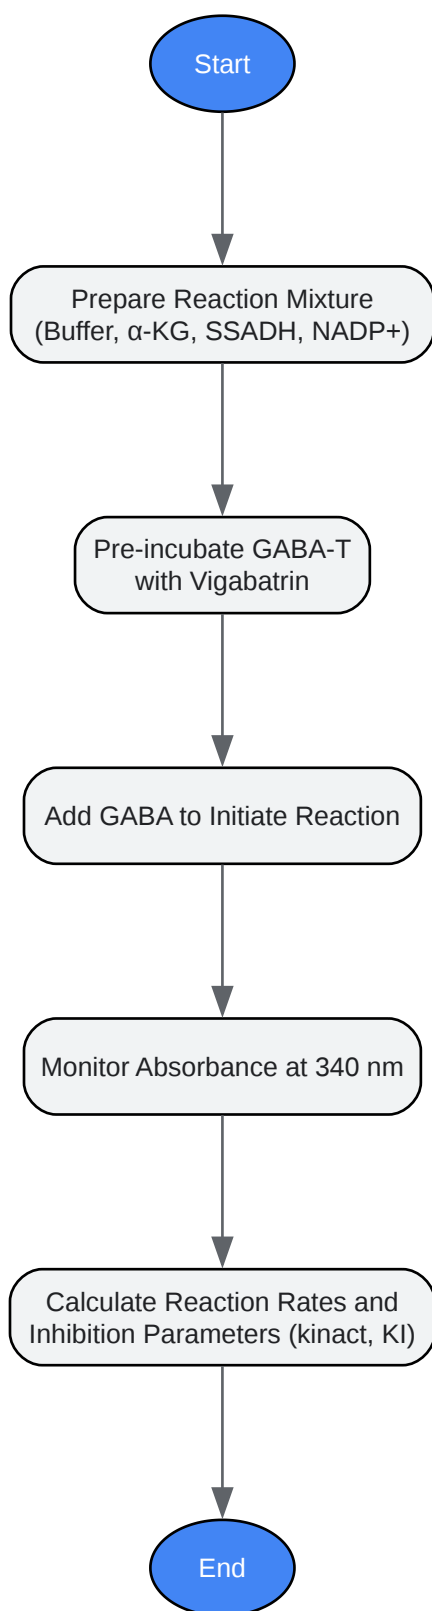 Start
Prepare Reaction Mixture
(Buffer, α-KG, SSADH, NADP+)
Pre-incubate GABA-T
with Vigabatrin
Add GABA to Initiate Reaction
Monitor Absorbance at 340 nm
Calculate Reaction Rates and
Inhibition Parameters (kinact, KI)
End